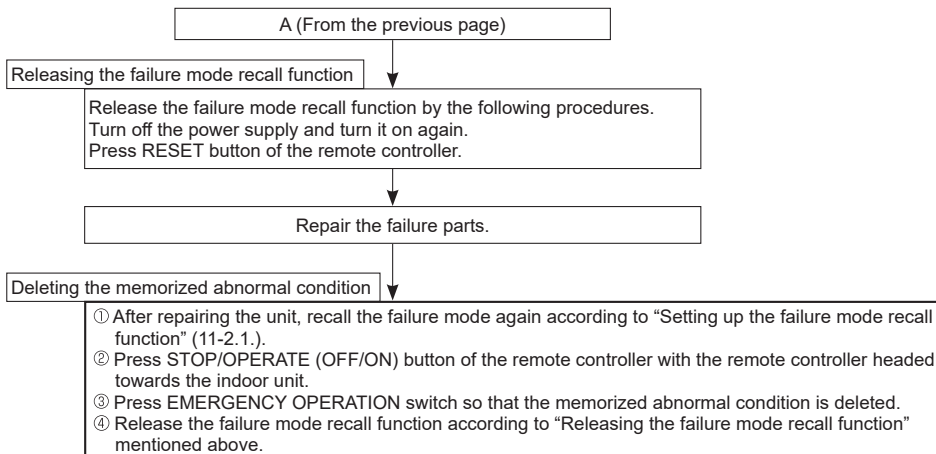 A (From the previous page)
Releasing the failure mode recall function
Release the failure mode recall function by the following procedures.
Turn off the power supply and turn it on again.
Press RESET button of the remote controller.
Repair the failure parts.
Deleting the memorized abnormal condition
① After repairing the unit, recall the failure mode again according to “Setting up the failure mode recall
function” (11-2.1.).
② Press STOP/OPERATE (OFF/ON) button of the remote controller with the remote controller headed
towards the indoor unit.
③ Press EMERGENCY OPERATION switch so that the memorized abnormal condition is deleted.
④ Release the failure mode recall function according to “Releasing the failure mode recall function”
mentioned above.